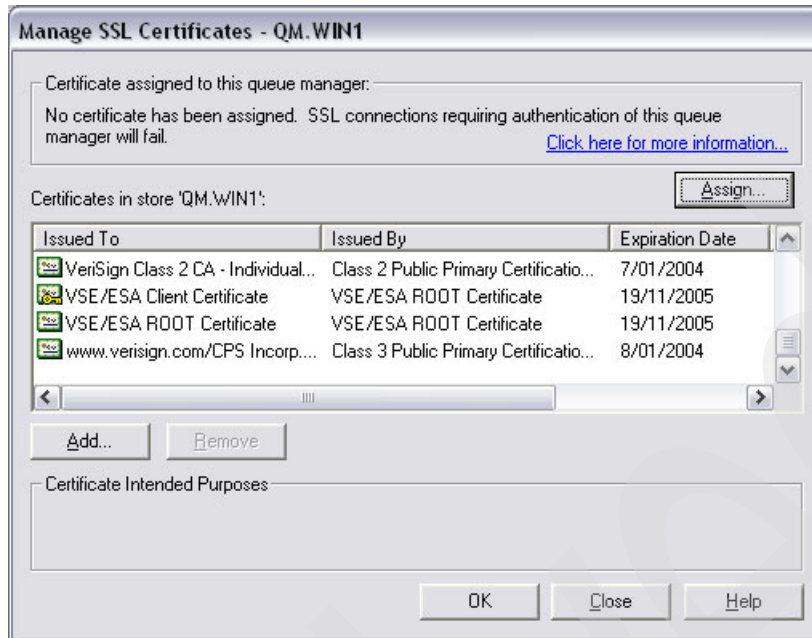 Manage SSL Certificates - QM.WIN1
Certificate assigned to this queue manager:
No certificate has been assigned. SSL connections requiring authentication of this queue
manager will fail.
Click here for more information...
Assign...
Certificates in store 'QM.WIN1':
Issued To Issued By Expiration Date
VeriSign Class 2 CA - Individual... Class 2 Public Primary Certificatio... 7/01/2004
VSE/ESA Client Certificate VSE/ESA ROOT Certificate 19/11/2005
VSE/ESA ROOT Certificate VSE/ESA ROOT Certificate 19/11/2005
www.verisign.com/CPS Incorp.... Class 3 Public Primary Certificatio... 8/01/2004
Add... Remove
Certificate Intended Purposes
OK Close Help